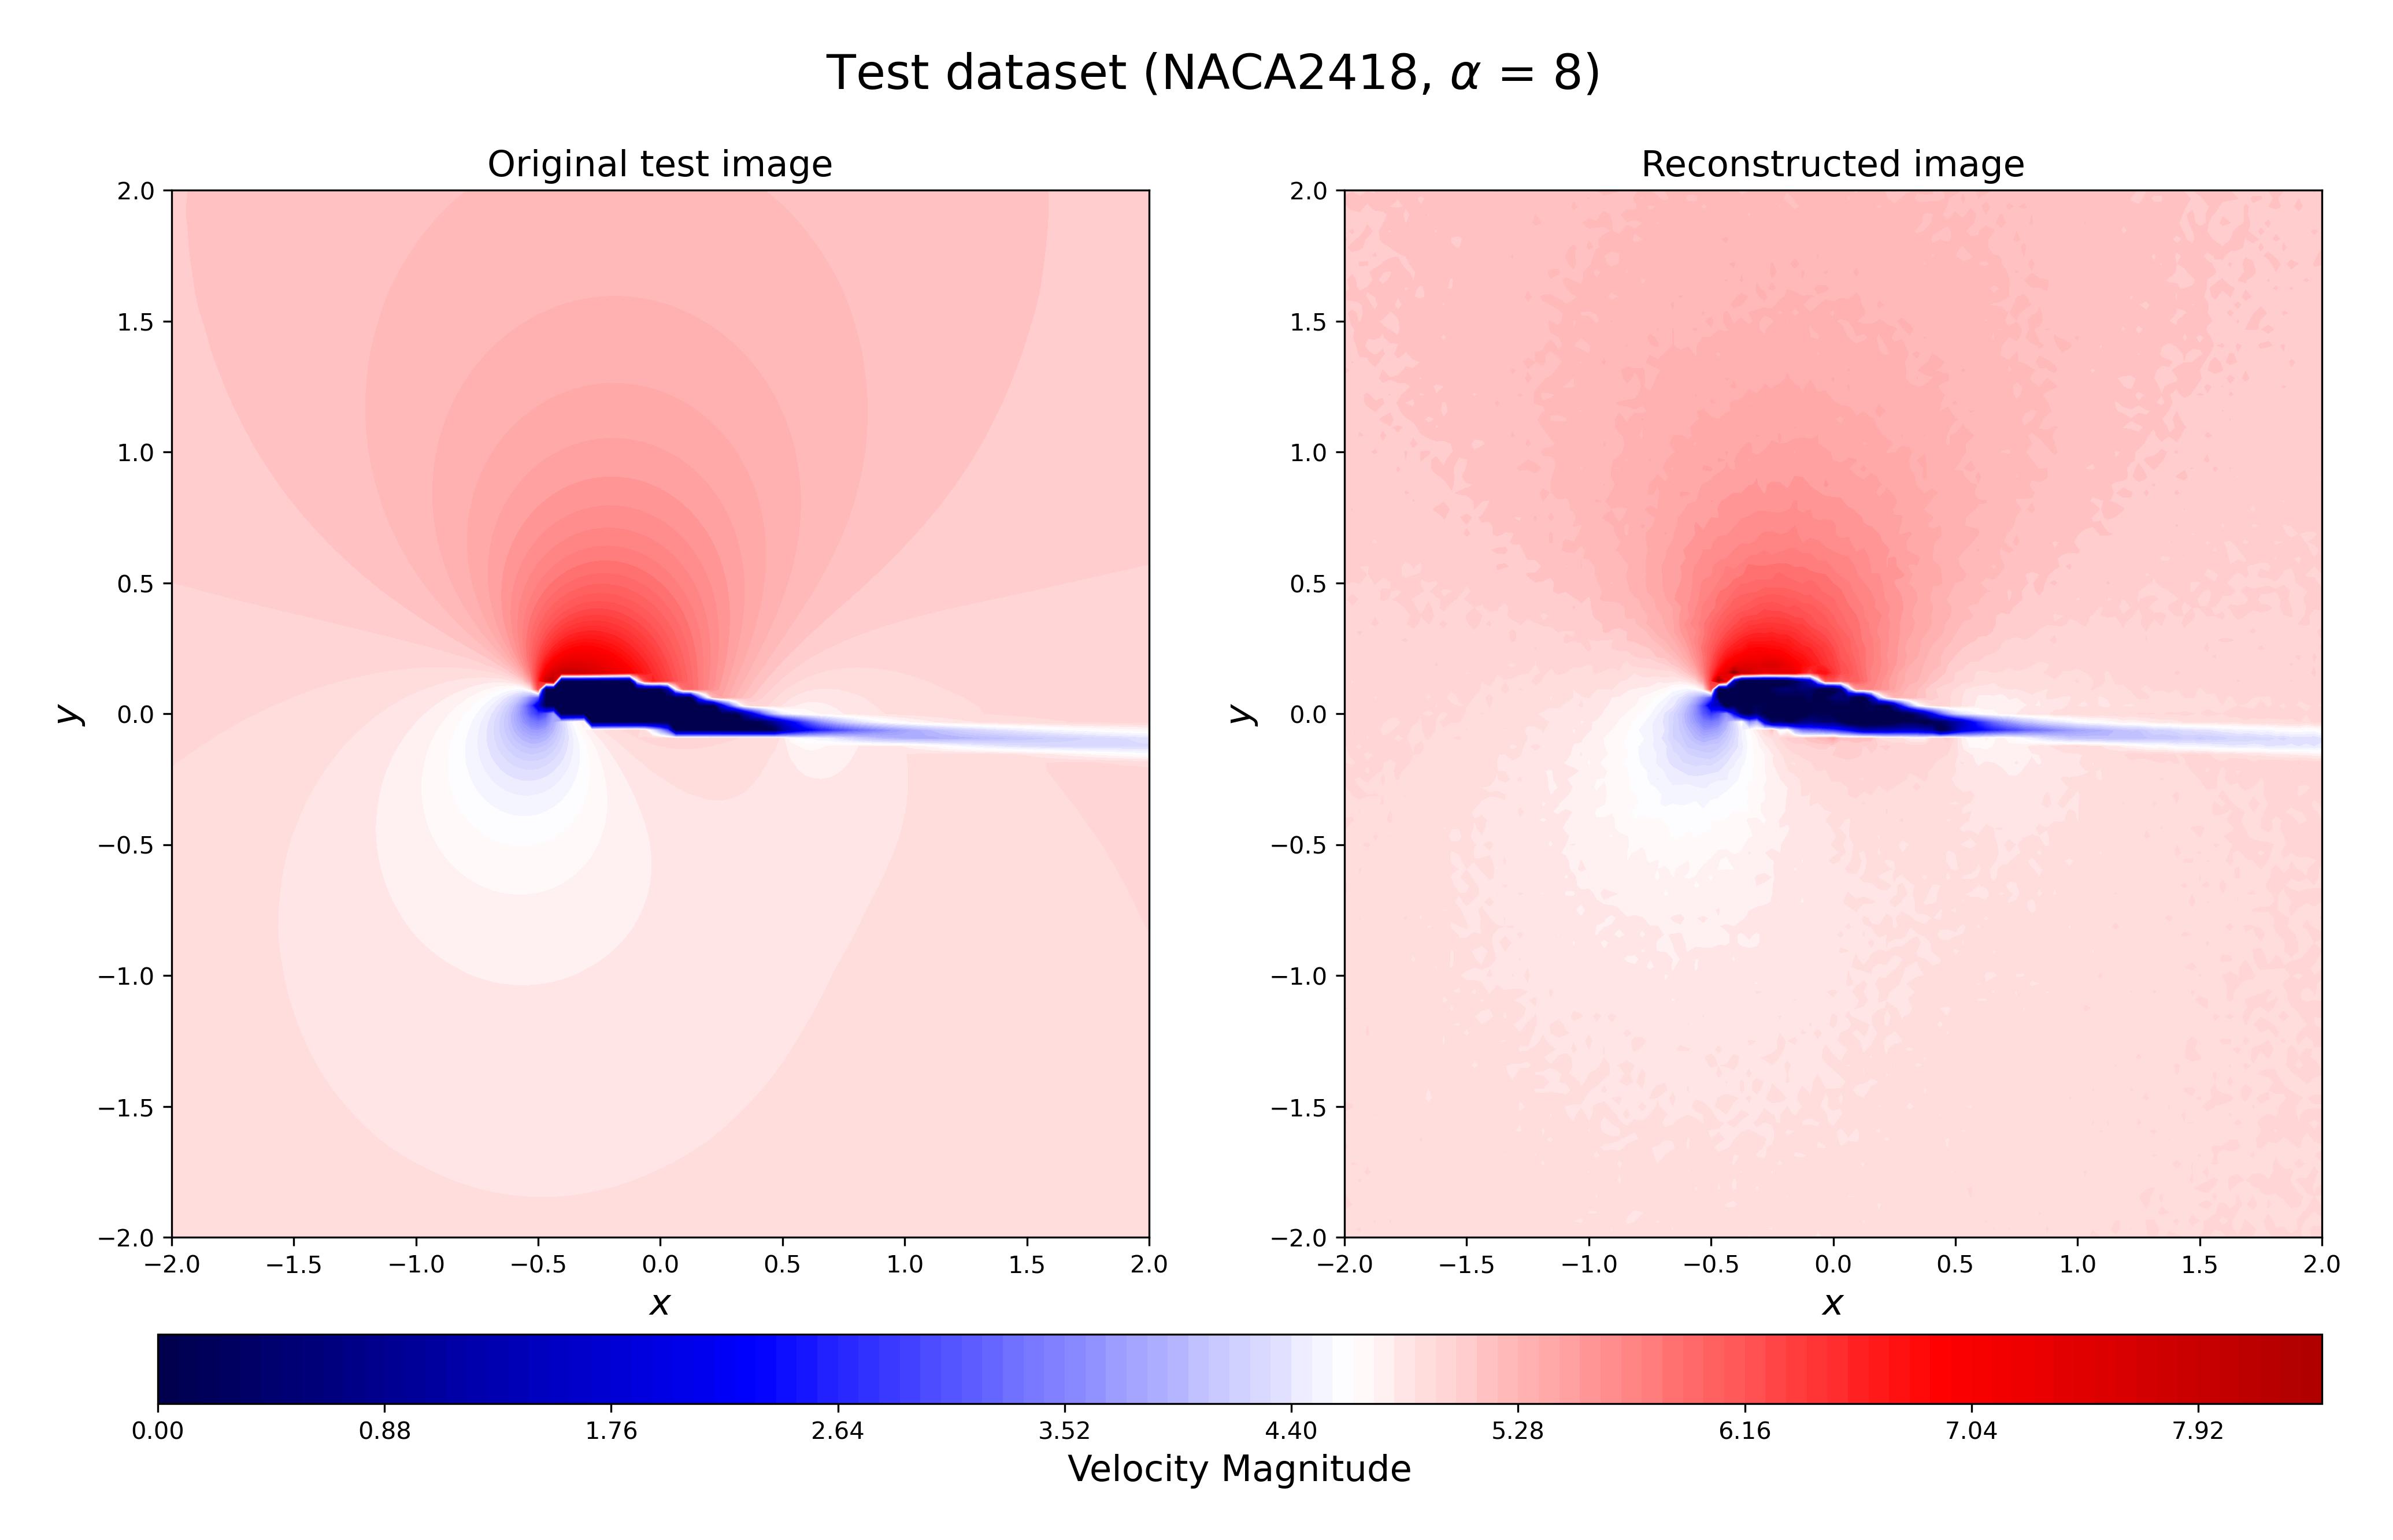 Test dataset (NACA2418, α = 8)
Original test image
Reconstructed image
2.0
1.5
1.0
0.5
0.0
−0.5
−1.0
−1.5
−2.0
y
−2.0 −1.5 −1.0 −0.5 0.0 0.5 1.0 1.5 2.0
x
2.0
1.5
1.0
0.5
0.0
−0.5
−1.0
−1.5
−2.0
y
−2.0 −1.5 −1.0 −0.5 0.0 0.5 1.0 1.5 2.0
x
0.00 0.88 1.76 2.64 3.52 4.40 5.28 6.16 7.04 7.92
Velocity Magnitude